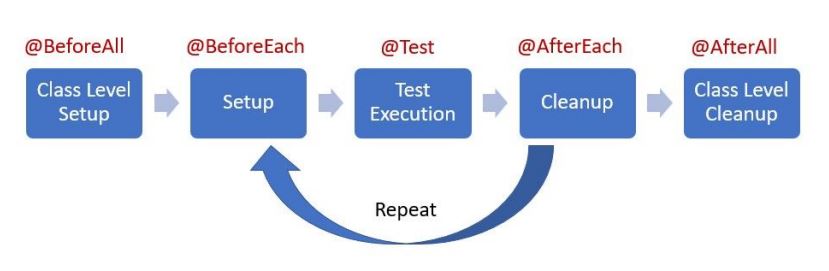 @BeforeAll
@BeforeEach
@Test
@AfterEach
@AfterAll
Class Level
Setup
Setup
Test
Execution
Cleanup
Class Level
Cleanup
Repeat